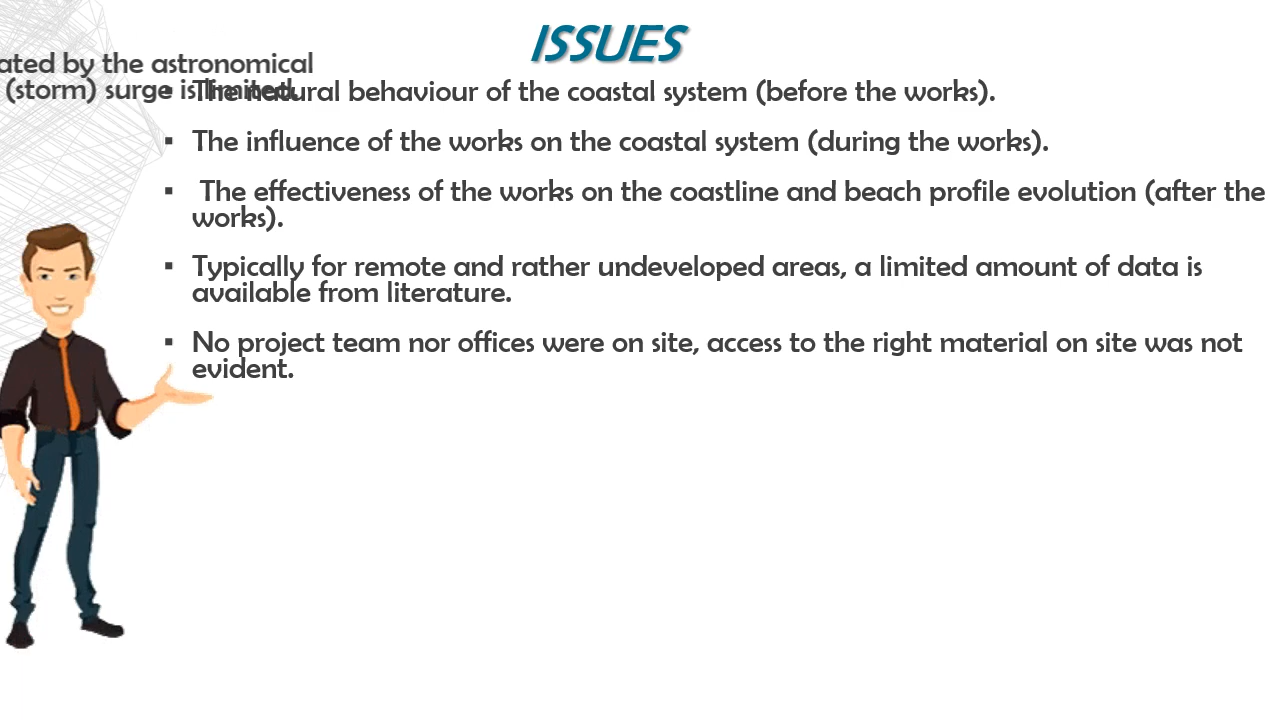 ISSUES
ated by the astronomical
(storm) surge is limited.
▪ The natural behaviour of the coastal system (before the works).
▪ The influence of the works on the coastal system (during the works).
▪ The effectiveness of the works on the coastline and beach profile evolution (after the
works).
▪ Typically for remote and rather undeveloped areas, a limited amount of data is
available from literature.
▪ No project team nor offices were on site, access to the right material on site was not
evident.